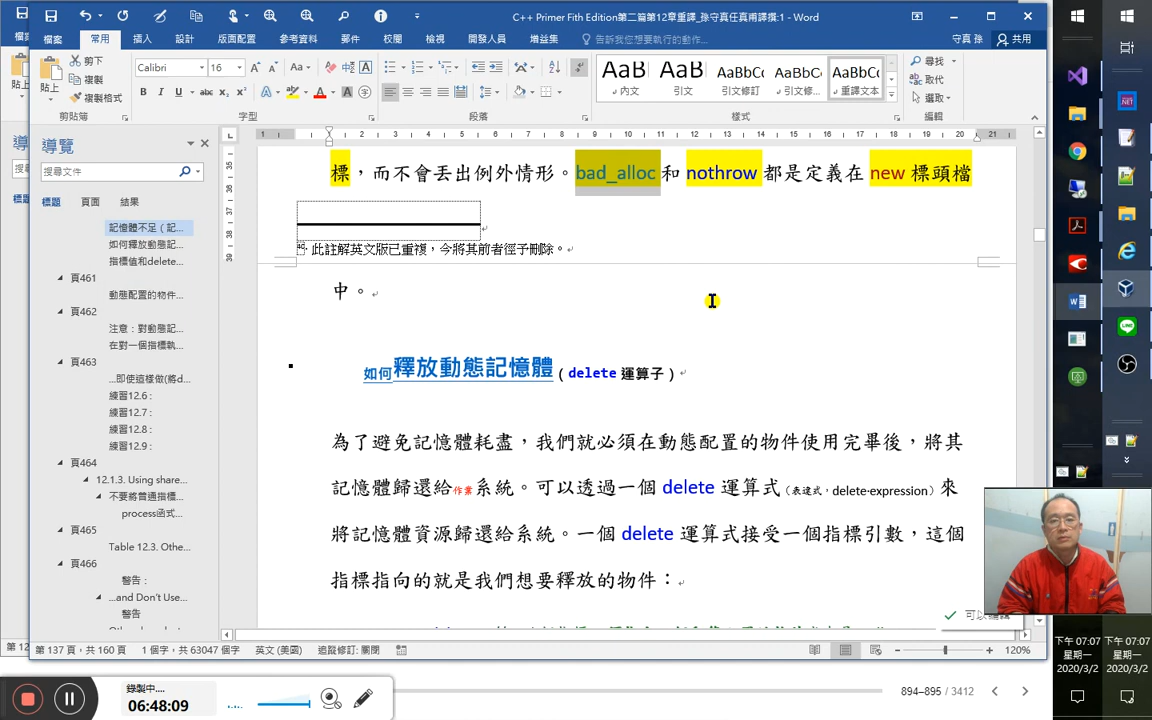 C++ Primer Fith Edition第二篇第12章重譯_孫守真任真甫譯撰:1 - Word
檔案 常用 插入 設計 版面配置 參考資料 郵件 校閱 檢視 開發人員 增益集 告訴我您想要執行的動作... 守真 孫 共用
貼上 剪下 複製 複製格式 剪貼簿
Calibri 16 字型
段落
AaB AaB AaBbCc AaBbC AaBbCc
內文 引文 引文修訂 引文修... 重譯文本
樣式
尋找 取代 選取 編輯
導覽
搜尋文件
標題 頁面 結果
記憶體不足（記...
如何釋放動態記...
指標值和delete...
頁461
動態配置的物件...
頁462
注意：對動態記...
在對一個指標執...
頁463
...即使這樣做(將d...
練習12.6：
練習12.7：
練習12.8：
練習12.9：
頁464
12.1.3. Using share...
不要將普通指標...
process函式...
頁465
Table 12.3. Othe...
頁466
警告：
...and Don't Use...
警告
標，而不會丟出例外情形。bad_alloc和 nothrow 都是定義在 new 標頭檔
此註解英文版已重複，今將其前者徑予刪除。
中。
如何釋放動態記憶體（delete 運算子）
為了避免記憶體耗盡，我們就必須在動態配置的物件使用完畢後，將其
記憶體歸還給作業系統。可以透過一個 delete 運算式（表達式，delete-expression）來
將記憶體資源歸還給系統。一個 delete 運算式接受一個指標引數，這個
指標指向的就是我們想要釋放的物件：
第 137 頁，共 160 頁 1 個字，共 63047 個字 英文 (美國) 追蹤修訂: 關閉 120%
下午 07:07 下午 07:07
星期一 星期一
2020/3/2 2020/3/2
錄製中...
06:48:09
894–895 / 3412